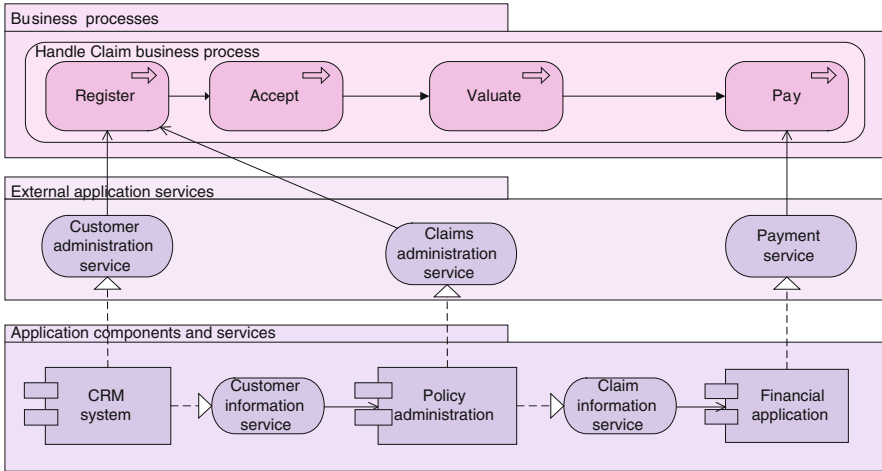 Business processes
Handle Claim business process
Register
Accept
Valuate
Pay
External application services
Customer
administration
service
Claims
administration
service
Payment
service
Application components and services
CRM
system
Customer
information
service
Policy
administration
Claim
information
service
Financial
application